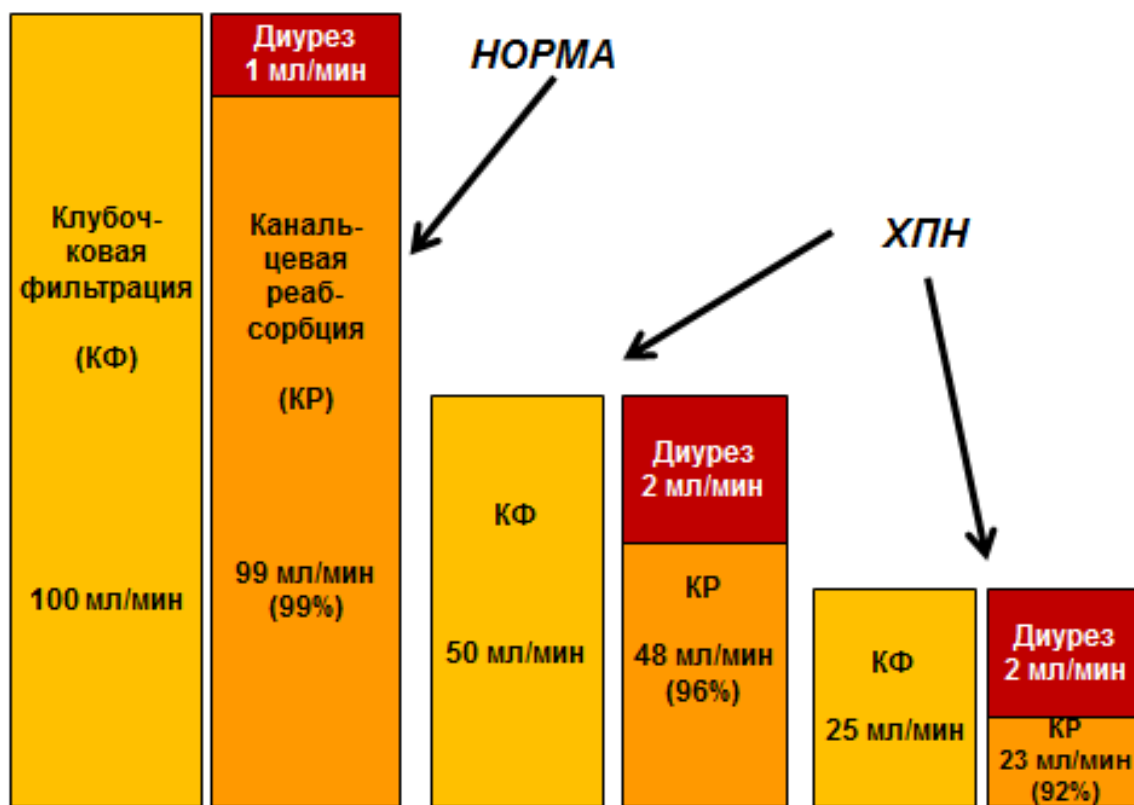 Клубоч-
ковая
фильтрация
(КФ)
100 мл/мин
Диурез
1 мл/мин
Каналь-
цевая
реаб-
сорбция
(КР)
99 мл/мин
(99%)
НОРМА
ХПН
КФ
50 мл/мин
Диурез
2 мл/мин
КР
48 мл/мин
(96%)
КФ
25 мл/мин
Диурез
2 мл/мин
КР
23 мл/мин
(92%)